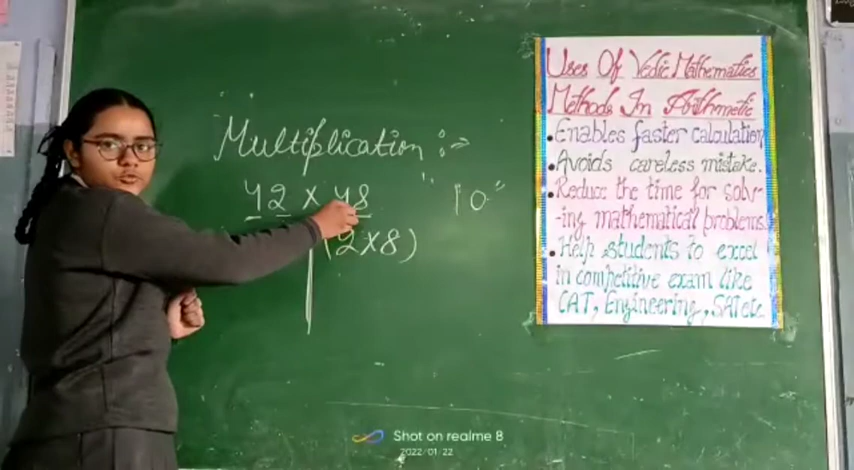 Multiplication :-
42 × 48
"10"
(2×8)
Uses Of Vedic Mathematics
Methods In Arithmetic
• Enables faster calculation
• Avoids careless mistake.
• Reduce the time for solv-
-ing mathematical problems.
• Help students to excel
in competitive exam like
CAT, Engineering, SAT etc
Shot on realme 8
2022/01/22